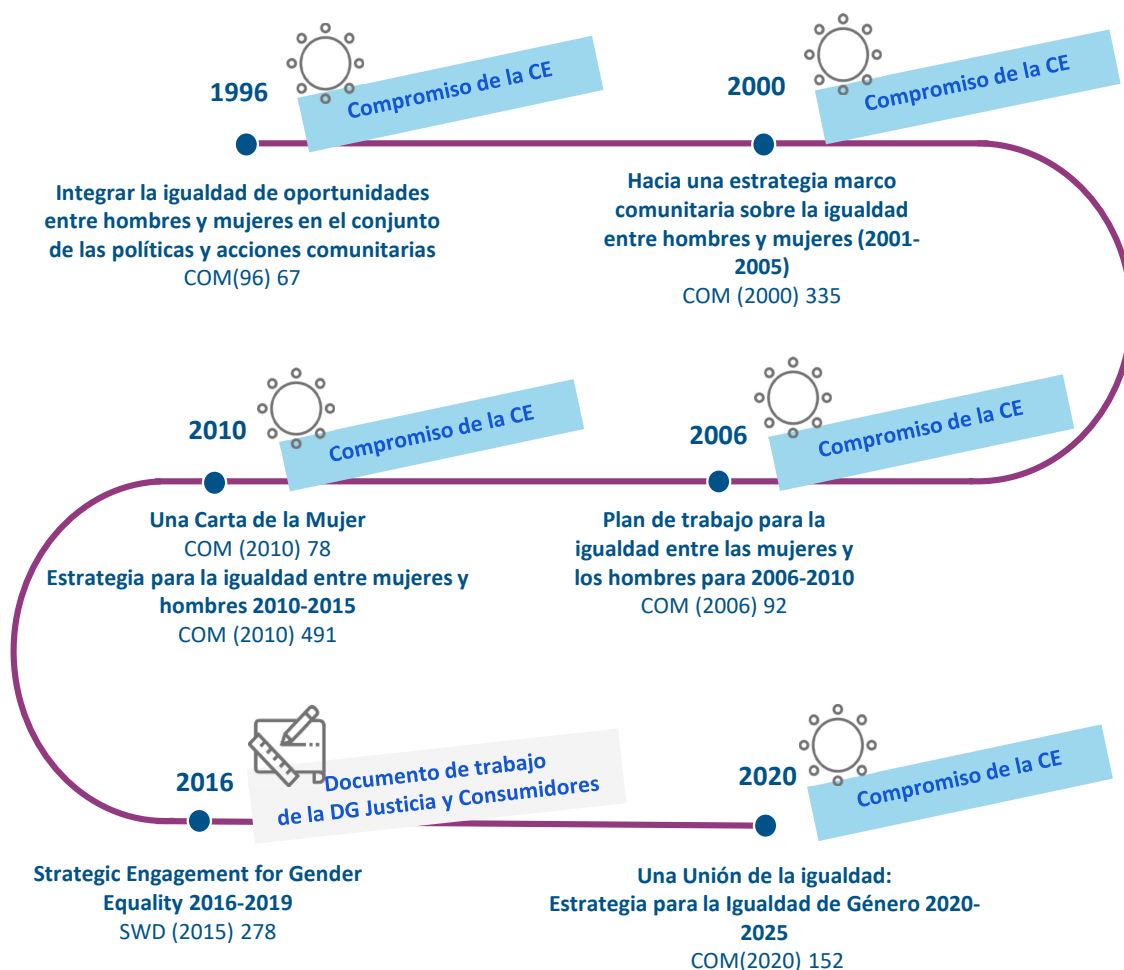 1996
Compromiso de la CE
Integrar la igualdad de oportunidades
entre hombres y mujeres en el conjunto
de las políticas y acciones comunitarias
COM(96) 67
2000
Compromiso de la CE
Hacia una estrategia marco
comunitaria sobre la igualdad
entre hombres y mujeres (2001-
2005)
COM (2000) 335
2006
Compromiso de la CE
Plan de trabajo para la
igualdad entre las mujeres y
los hombres para 2006-2010
COM (2006) 92
2010
Compromiso de la CE
Una Carta de la Mujer
COM (2010) 78
Estrategia para la igualdad entre mujeres y
hombres 2010-2015
COM (2010) 491
2016
Documento de trabajo
de la DG Justicia y Consumidores
Strategic Engagement for Gender
Equality 2016-2019
SWD (2015) 278
2020
Compromiso de la CE
Una Unión de la igualdad:
Estrategia para la Igualdad de Género 2020-
2025
COM(2020) 152